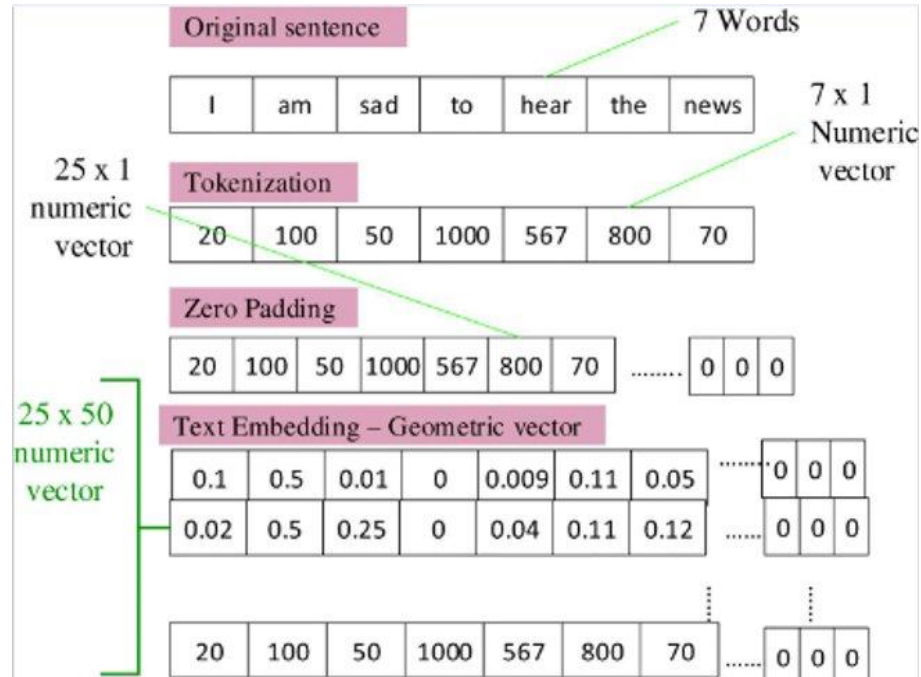 Original sentence
7 Words
I am sad to hear the news
7 x 1
Numeric
vector
25 x 1
numeric
vector
Tokenization
20 100 50 1000 567 800 70
Zero Padding
20 100 50 1000 567 800 70 ........ 0 0 0
25 x 50
numeric
vector
Text Embedding – Geometric vector
0.1 0.5 0.01 0 0.009 0.11 0.05 ........ 0 0 0
0.02 0.5 0.25 0 0.04 0.11 0.12 ...... 0 0 0
20 100 50 1000 567 800 70 ...... 0 0 0